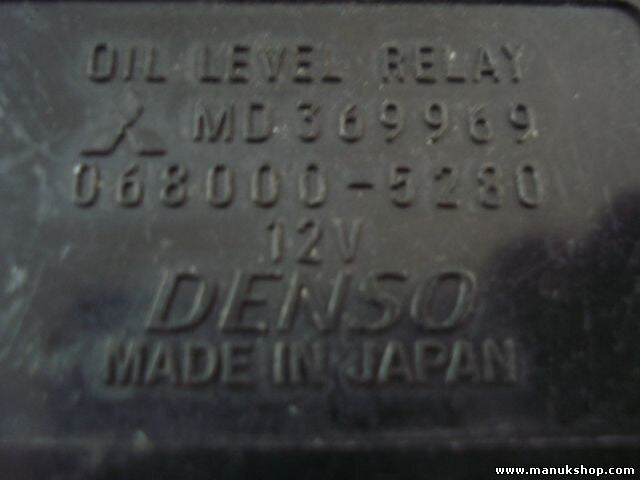 OIL LEVEL RELAY
MD369969
068000-5280
12V
DENSO
MADE IN JAPAN
www.manukshop.com